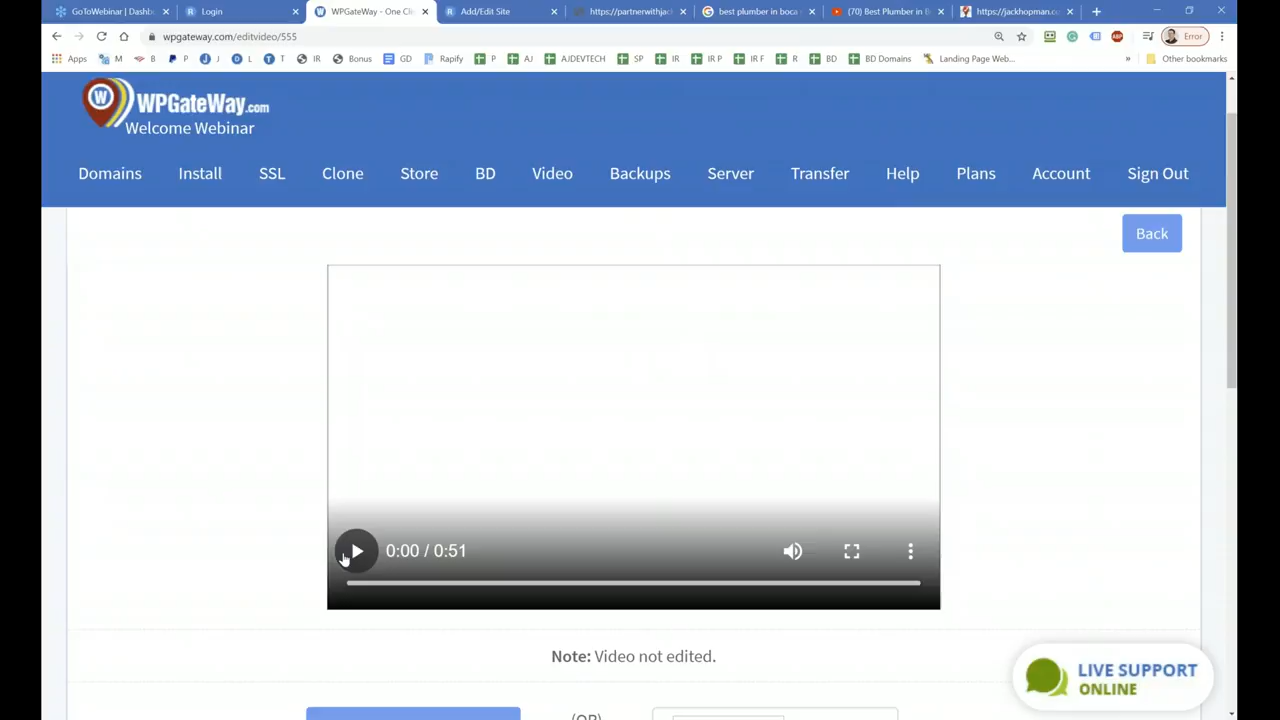 GoToWebinar | Dashb
Login
WPGateWay - One Clic
Add/Edit Site
https://partnerwithjack
best plumber in boca
(70) Best Plumber in B
https://jackhopman.co
wpgateway.com/editvideo/555
Error
Apps M B P J L T IR Bonus GD Rapify P AJ AJDEVTECH SP IR IR P IR F R BD BD Domains Landing Page Web... » Other bookmarks
W WPGateWay.com
Welcome Webinar
Domains Install SSL Clone Store BD Video Backups Server Transfer Help Plans Account Sign Out
Back
0:00 / 0:51
Note: Video not edited.
LIVE SUPPORT
ONLINE
(OR)